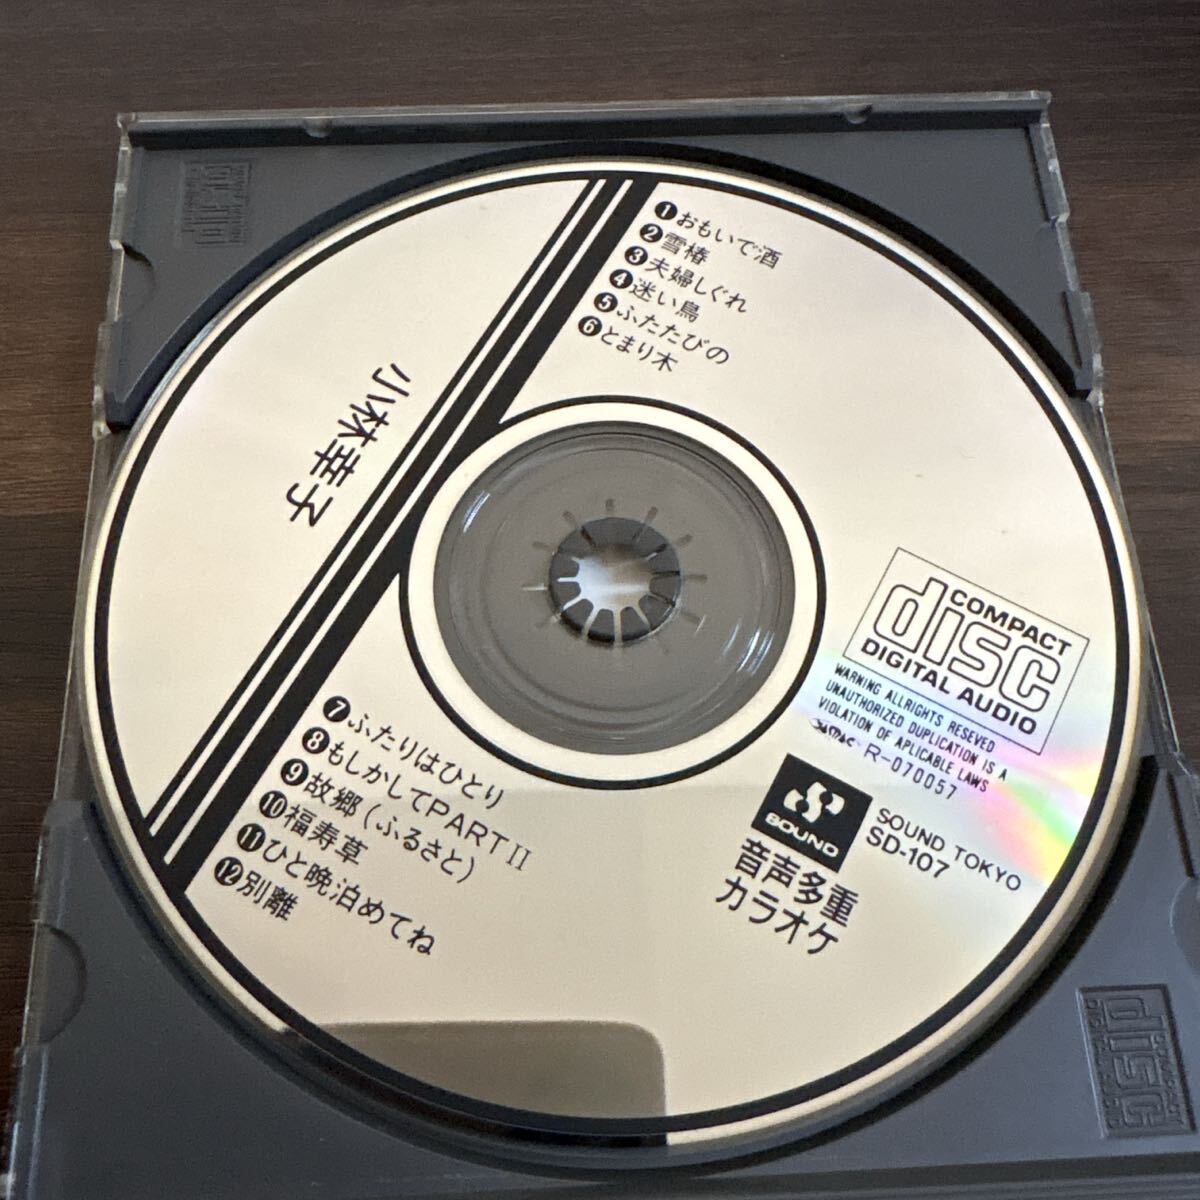 ❶おもいで酒
❷雪椿
❸夫婦しぐれ
❹迷い鳥
❺ふたたびの
❻とまり木
小林幸子
COMPACT
disc
DIGITAL AUDIO
WARNING ALLRIGHTS RESEVED
UNAUTHORIZED DUPLICATION IS A
VIOLATION OF APLICABLE LAWS
R-070057
SOUND
SOUND TOKYO
SD-107
音声多重
カラオケ
❼ふたりはひとり
❽もしかしてPART II
❾故郷(ふるさと)
❿福寿草
⓫ひと晩泊めてね
⓬別離
disc